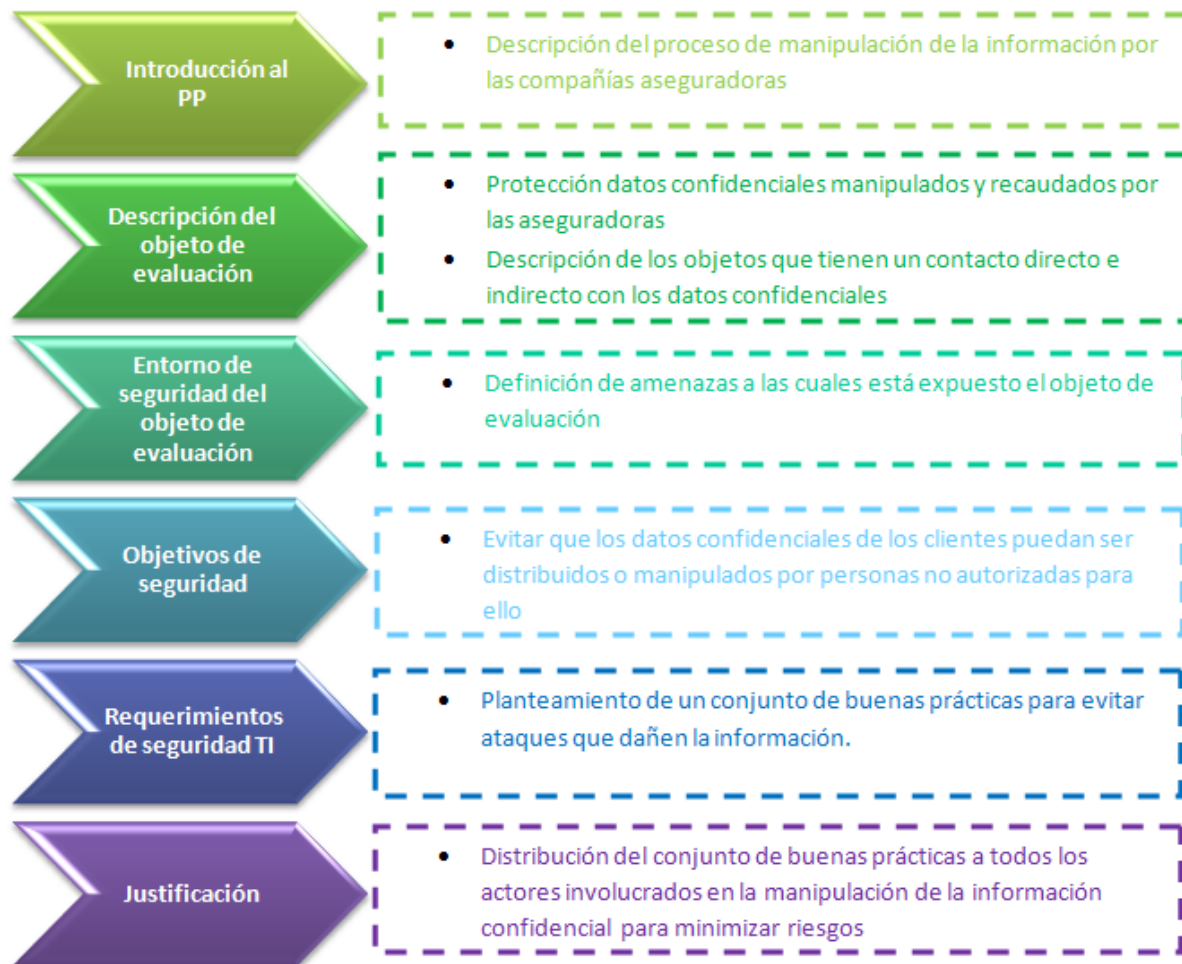 Introducción al
PP
Descripción del proceso de manipulación de la información por
las compañías aseguradoras
Descripción del
objeto de
evaluación
Protección datos confidenciales manipulados y recaudados por
las aseguradoras
Descripción de los objetos que tienen un contacto directo e
indirecto con los datos confidenciales
Entorno de
seguridad del
objeto de
evaluación
Definición de amenazas a las cuales está expuesto el objeto de
evaluación
Objetivos de
seguridad
Evitar que los datos confidenciales de los clientes puedan ser
distribuidos o manipulados por personas no autorizadas para
ello
Requerimientos
de seguridad TI
Planteamiento de un conjunto de buenas prácticas para evitar
ataques que dañen la información.
Justificación
Distribución del conjunto de buenas prácticas a todos los
actores involucrados en la manipulación de la información
confidencial para minimizar riesgos